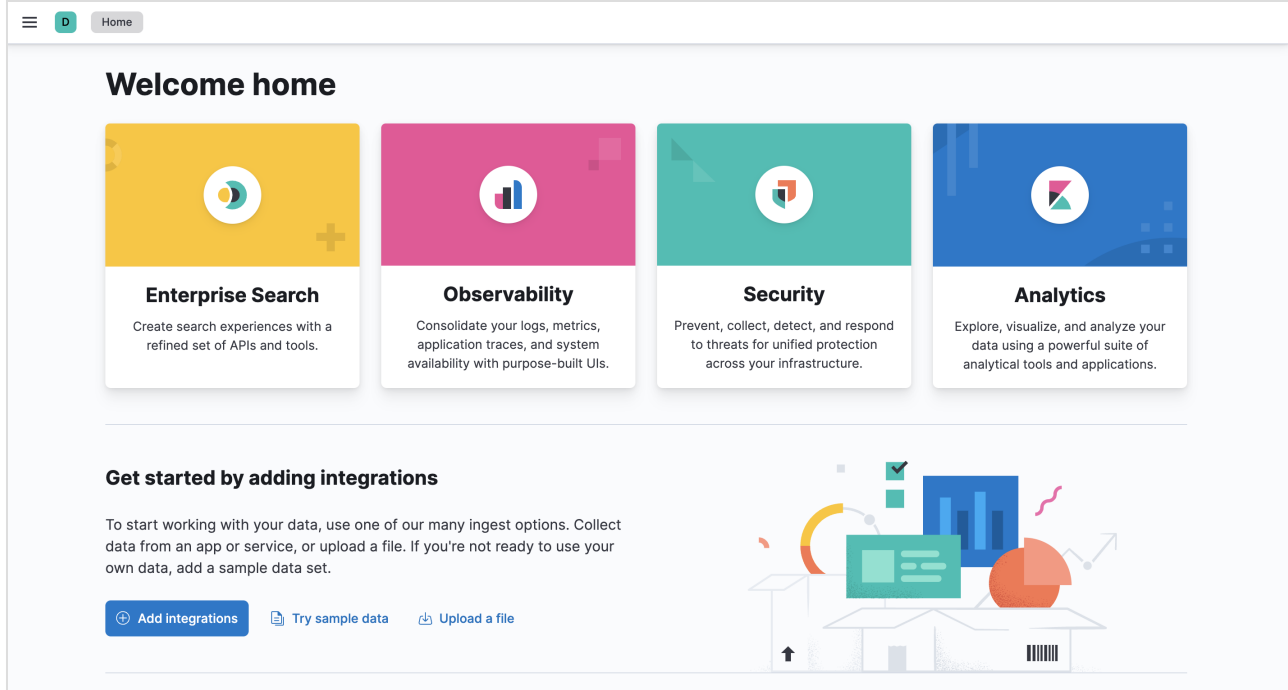 D Home
Welcome home
Enterprise Search
Create search experiences with a
refined set of APIs and tools.
Observability
Consolidate your logs, metrics,
application traces, and system
availability with purpose-built UIs.
Security
Prevent, collect, detect, and respond
to threats for unified protection
across your infrastructure.
Analytics
Explore, visualize, and analyze your
data using a powerful suite of
analytical tools and applications.
Get started by adding integrations
To start working with your data, use one of our many ingest options. Collect
data from an app or service, or upload a file. If you're not ready to use your
own data, add a sample data set.
Add integrations Try sample data Upload a file